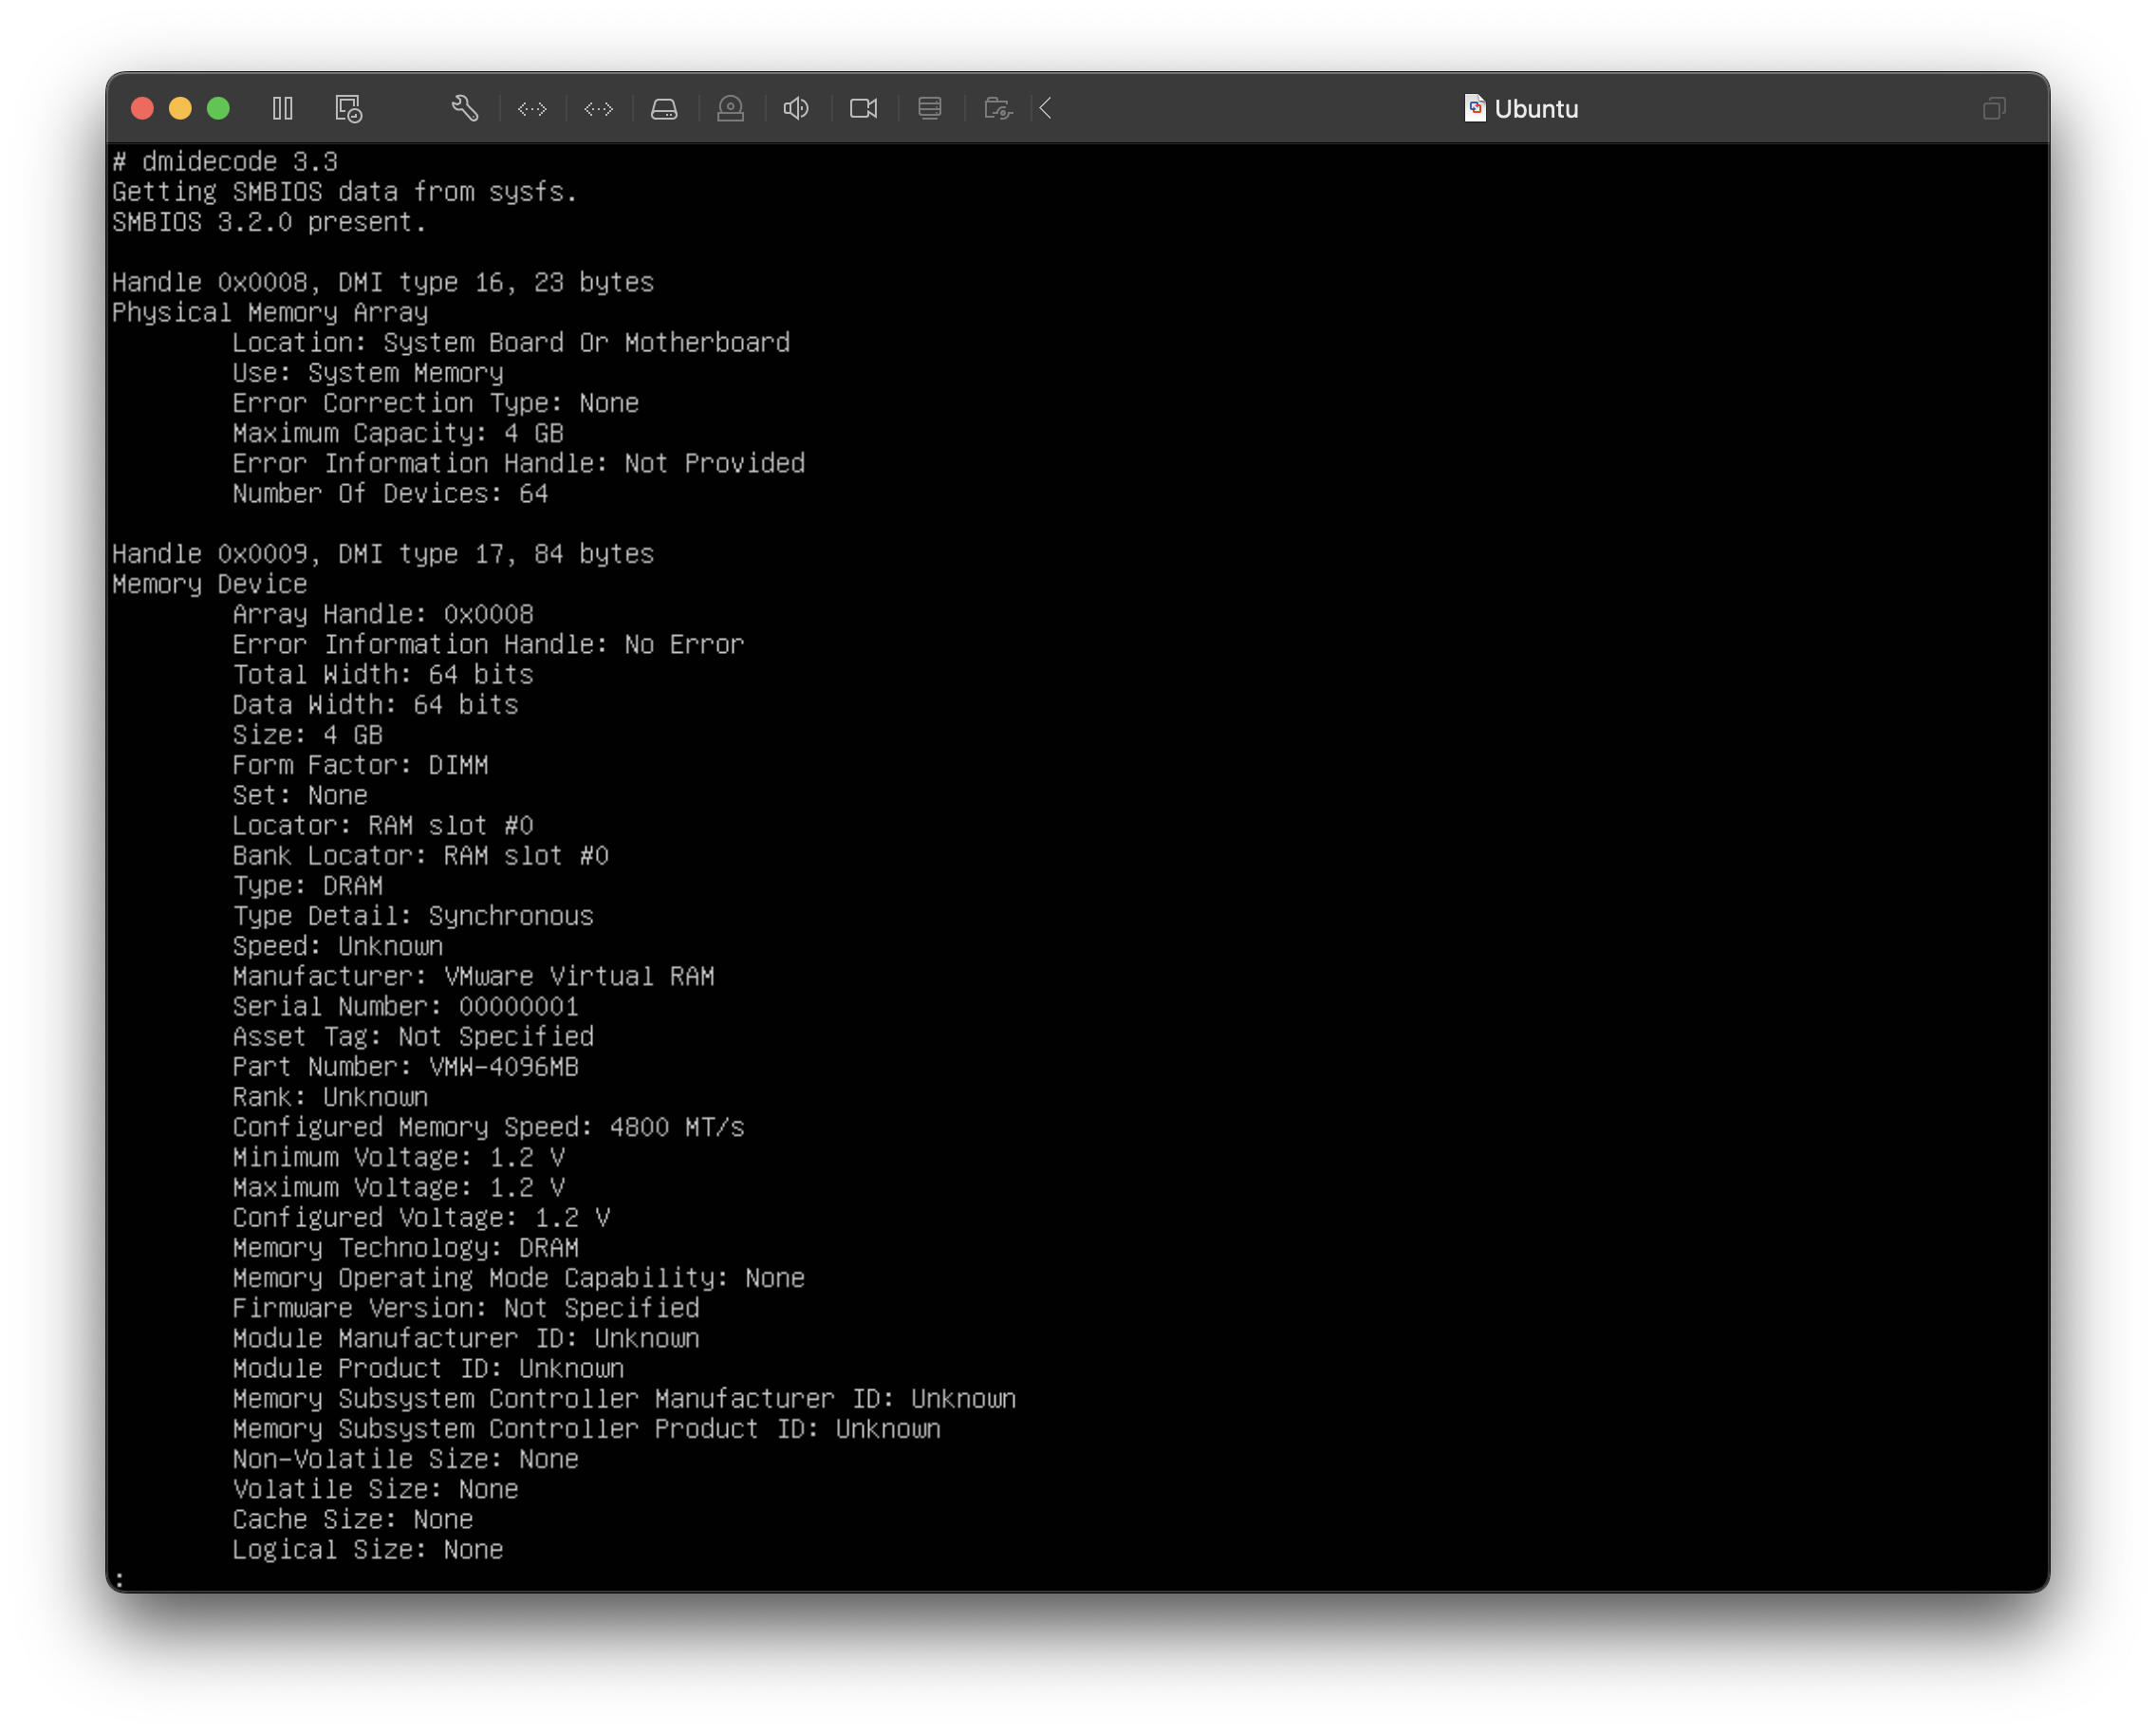 Ubuntu
# dmidecode 3.3
Getting SMBIOS data from sysfs.
SMBIOS 3.2.0 present.
Handle 0x0008, DMI type 16, 23 bytes
Physical Memory Array
Location: System Board Or Motherboard
Use: System Memory
Error Correction Type: None
Maximum Capacity: 4 GB
Error Information Handle: Not Provided
Number Of Devices: 64
Handle 0x0009, DMI type 17, 84 bytes
Memory Device
Array Handle: 0x0008
Error Information Handle: No Error
Total Width: 64 bits
Data Width: 64 bits
Size: 4 GB
Form Factor: DIMM
Set: None
Locator: RAM slot #0
Bank Locator: RAM slot #0
Type: DRAM
Type Detail: Synchronous
Speed: Unknown
Manufacturer: VMware Virtual RAM
Serial Number: 00000001
Asset Tag: Not Specified
Part Number: VMW-4096MB
Rank: Unknown
Configured Memory Speed: 4800 MT/s
Minimum Voltage: 1.2 V
Maximum Voltage: 1.2 V
Configured Voltage: 1.2 V
Memory Technology: DRAM
Memory Operating Mode Capability: None
Firmware Version: Not Specified
Module Manufacturer ID: Unknown
Module Product ID: Unknown
Memory Subsystem Controller Manufacturer ID: Unknown
Memory Subsystem Controller Product ID: Unknown
Non-Volatile Size: None
Volatile Size: None
Cache Size: None
Logical Size: None
: